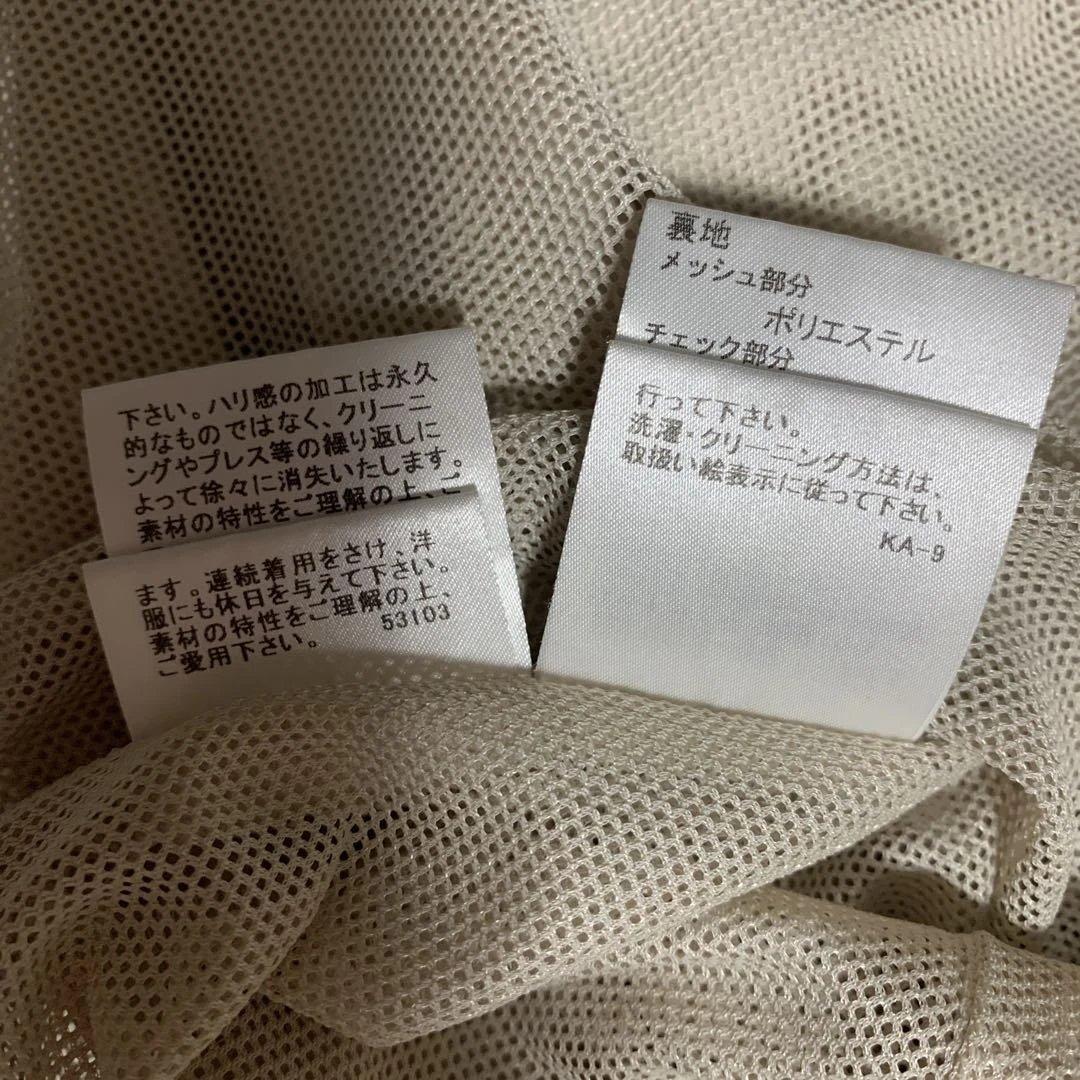 下さい。ハリ感の加工は永久
的なものではなく、クリーニ
ングやプレス等の繰り返しに
よって徐々に消失いたします。
素材の特性をご理解の上、ご
ます。連続着用をさけ、洋
服にも休日を与えて下さい。
素材の特性をご理解の上、
ご愛用下さい。 53103
裏地
メッシュ部分
ポリエステル
チェック部分
行って下さい。
洗濯・クリーニング方法は、
取扱い絵表示に従って下さい。
KA-9